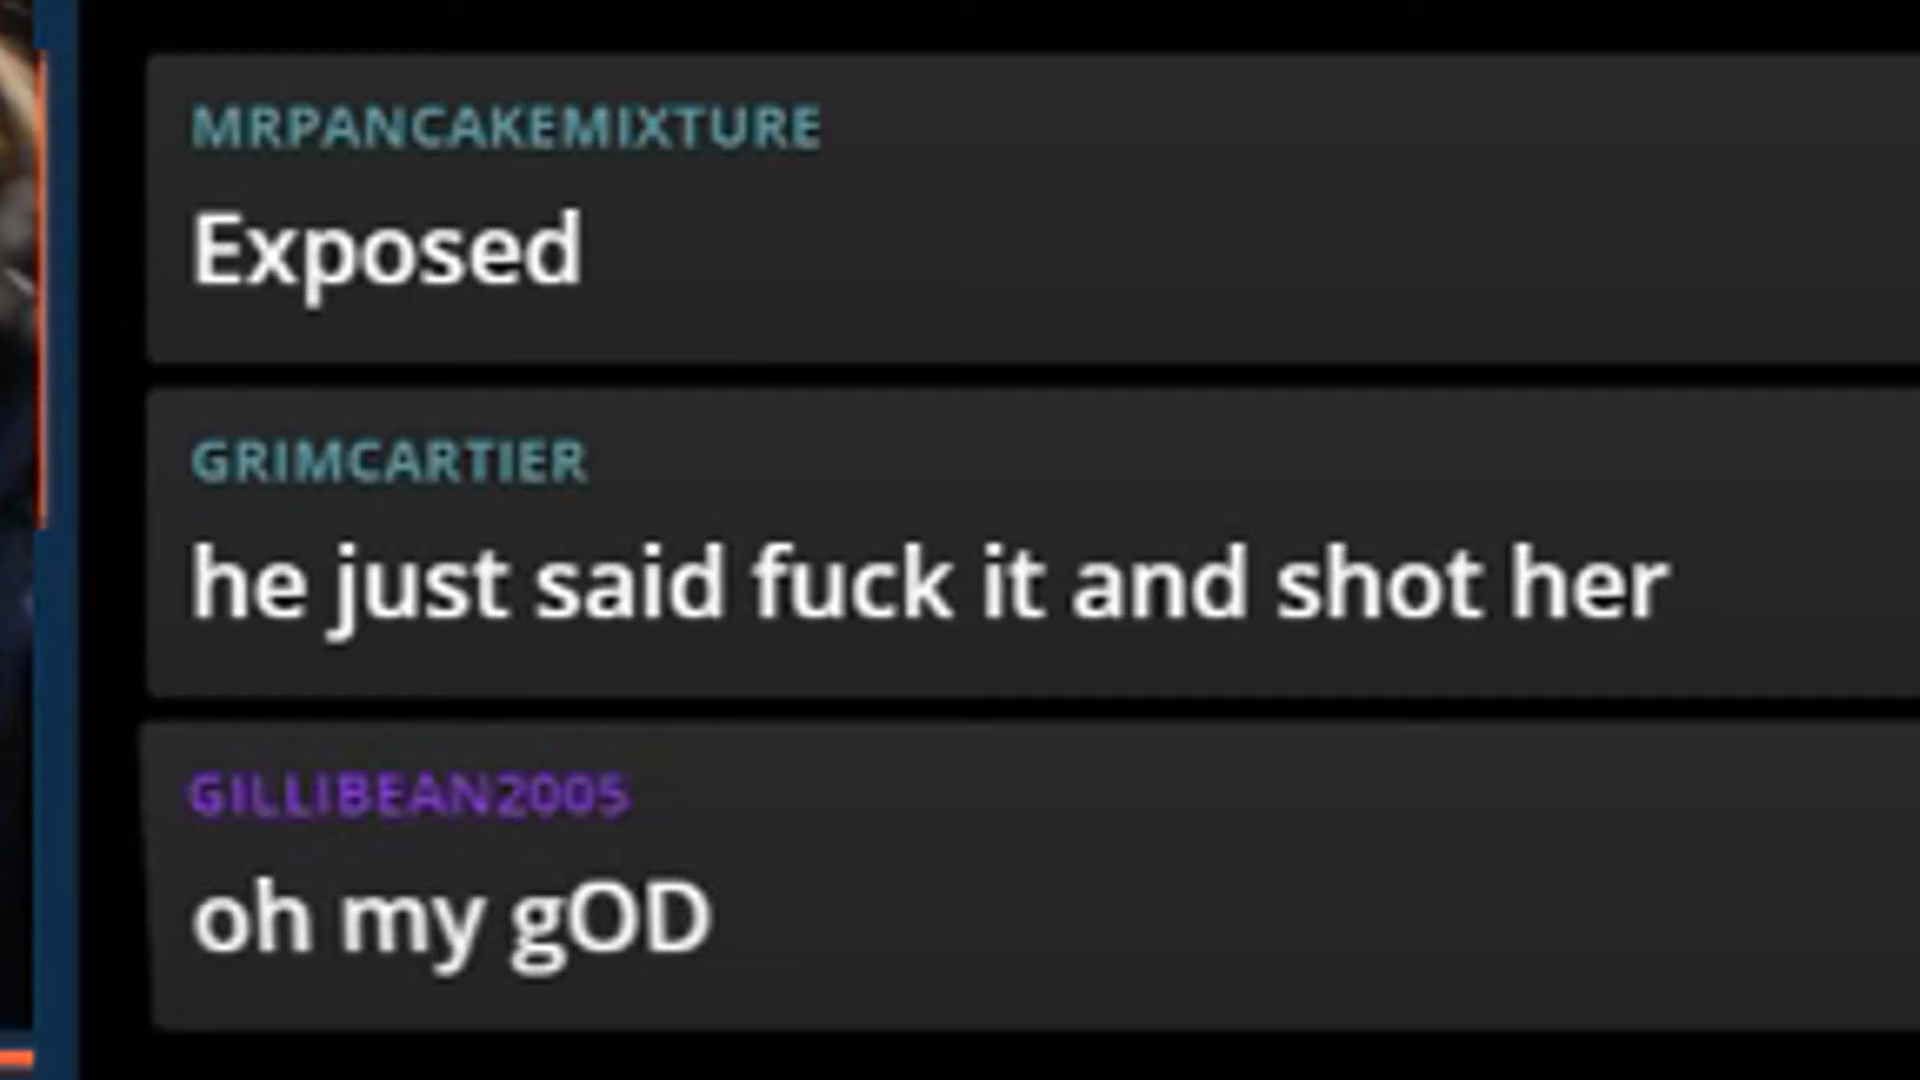 MRPANCAKEMIXTURE
Exposed
GRIMCARTIER
he just said fuck it and shot her
GILLIBEAN2005
oh my gOD